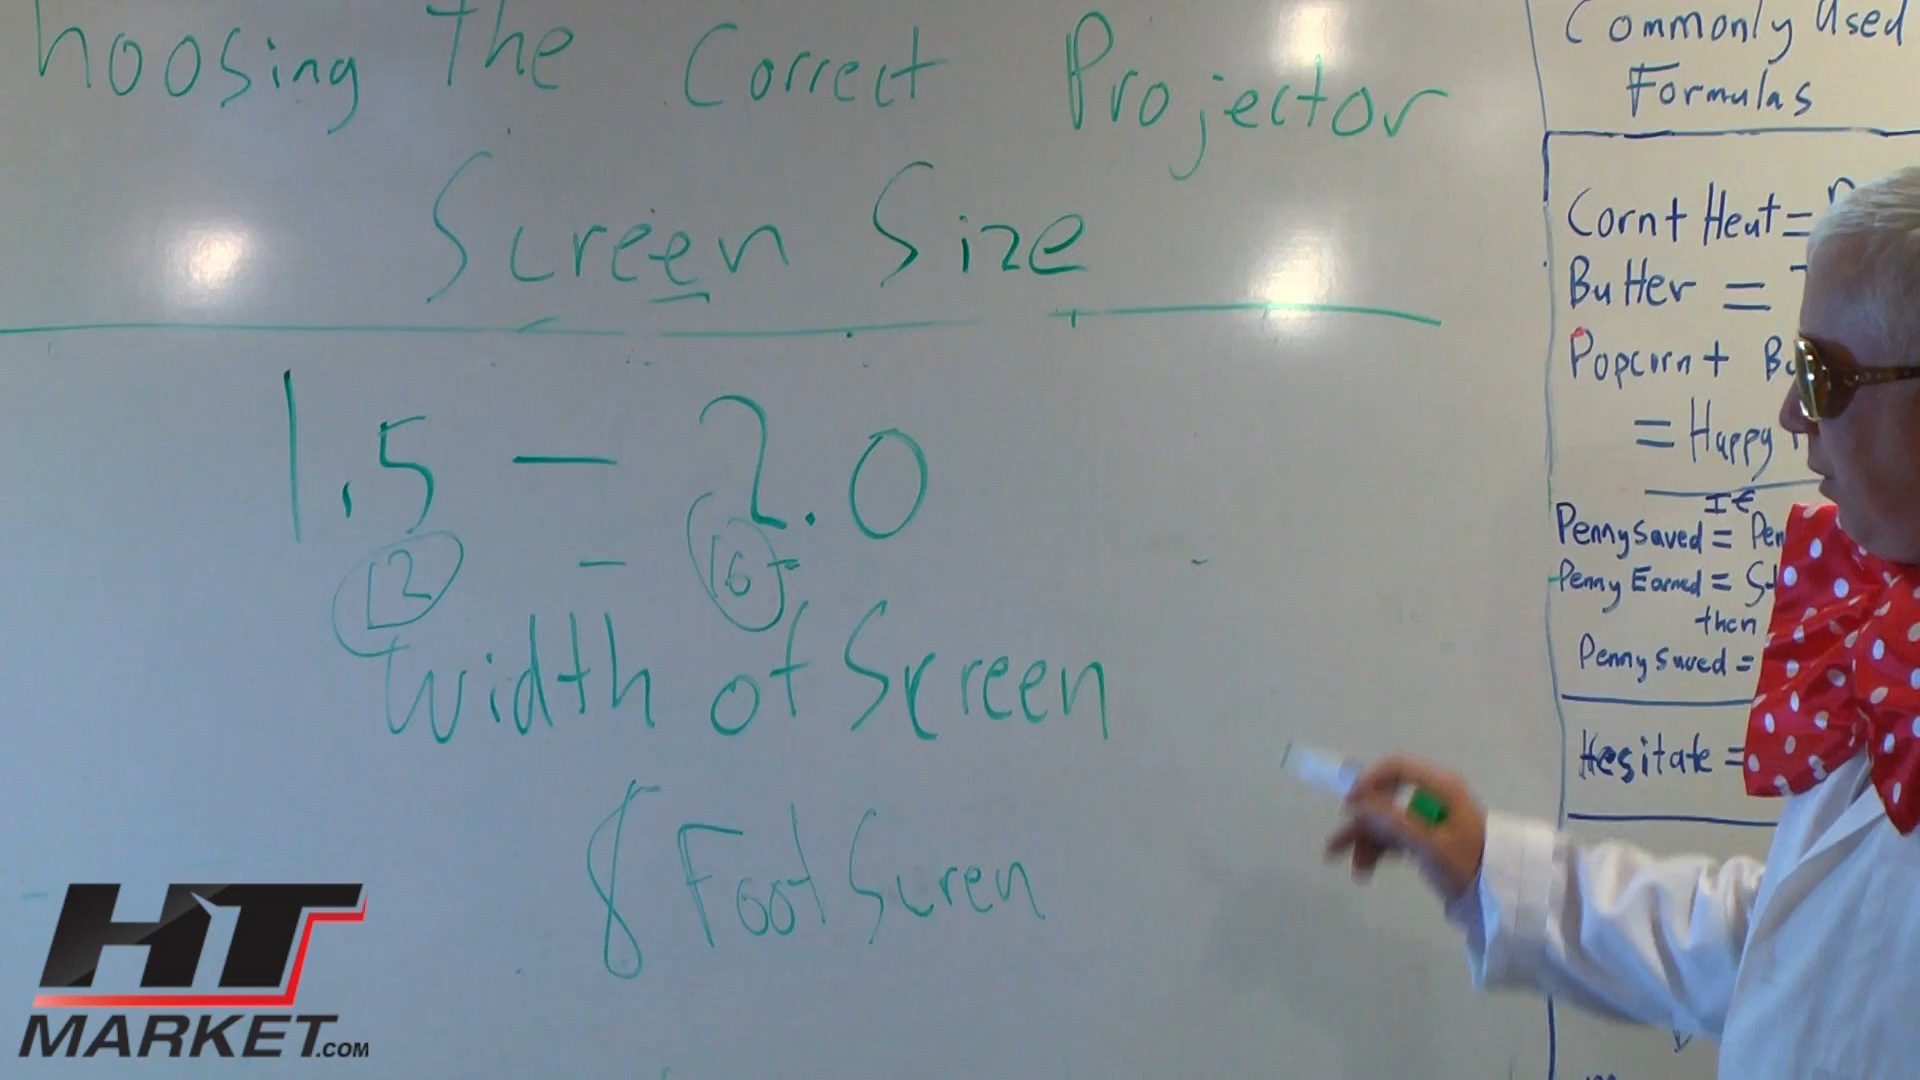 hoosing The Correct Projector
Screen Size
1.5 – 2.0
12 – 16
Width of Screen
8 Foot Screen
Commonly Used
Formulas
Corn + Heat =
Butter =
Popcorn +
= Happy
If
Penny saved =
Penny Earned =
then
Penny saved =
Hesitate =
HT
MARKET.COM